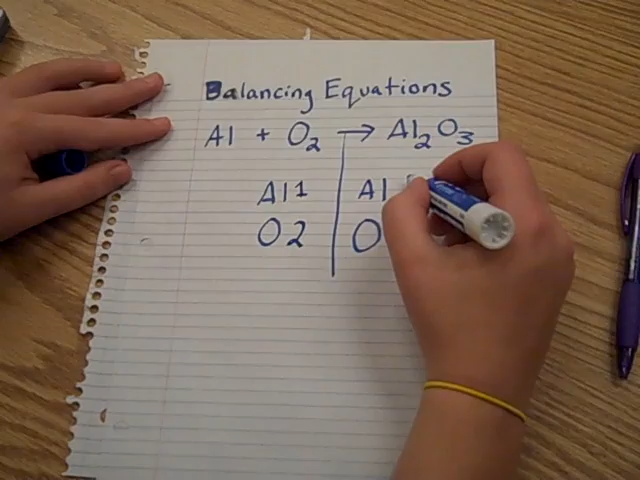 Balancing Equations
Al + O₂ → Al₂O₃
Al 1 Al
O 2 O